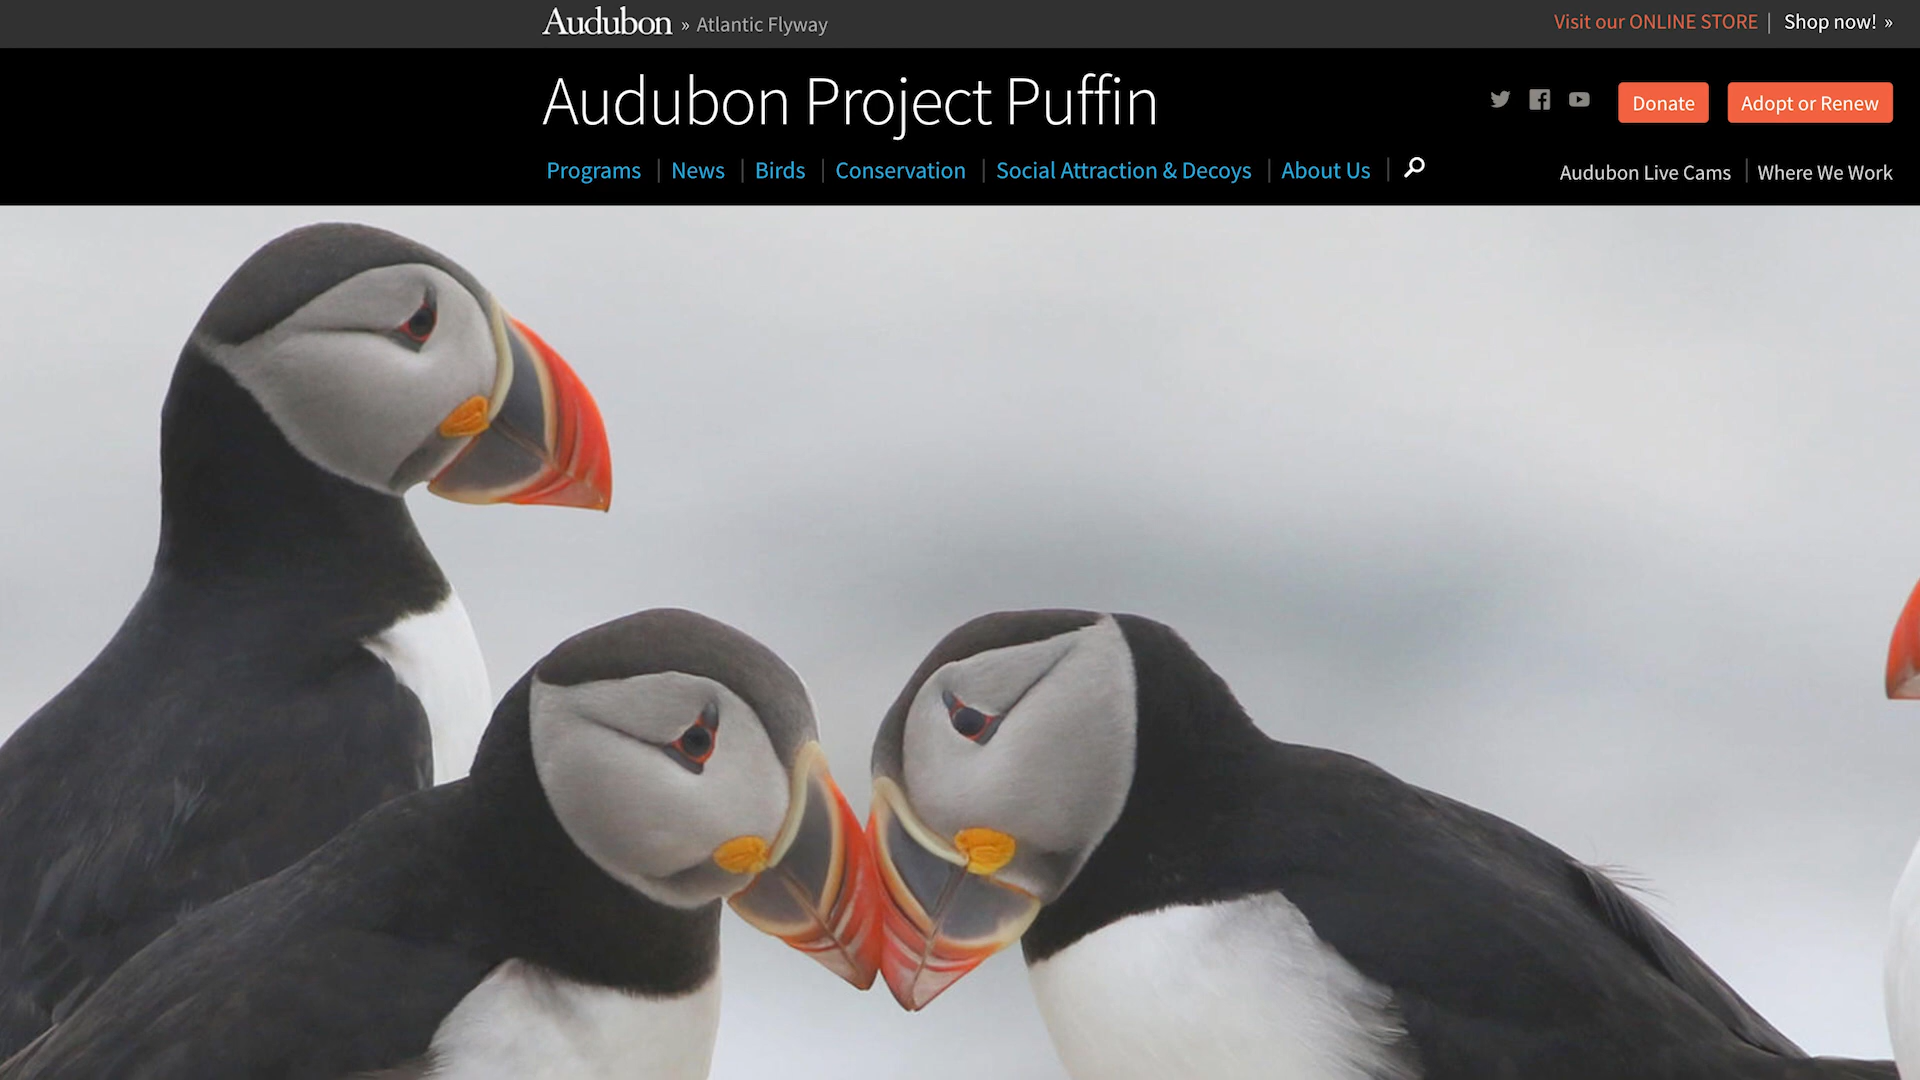 Audubon » Atlantic Flyway
Visit our ONLINE STORE | Shop now! »
Audubon Project Puffin
Donate
Adopt or Renew
Programs | News | Birds | Conservation | Social Attraction & Decoys | About Us |
Audubon Live Cams | Where We Work